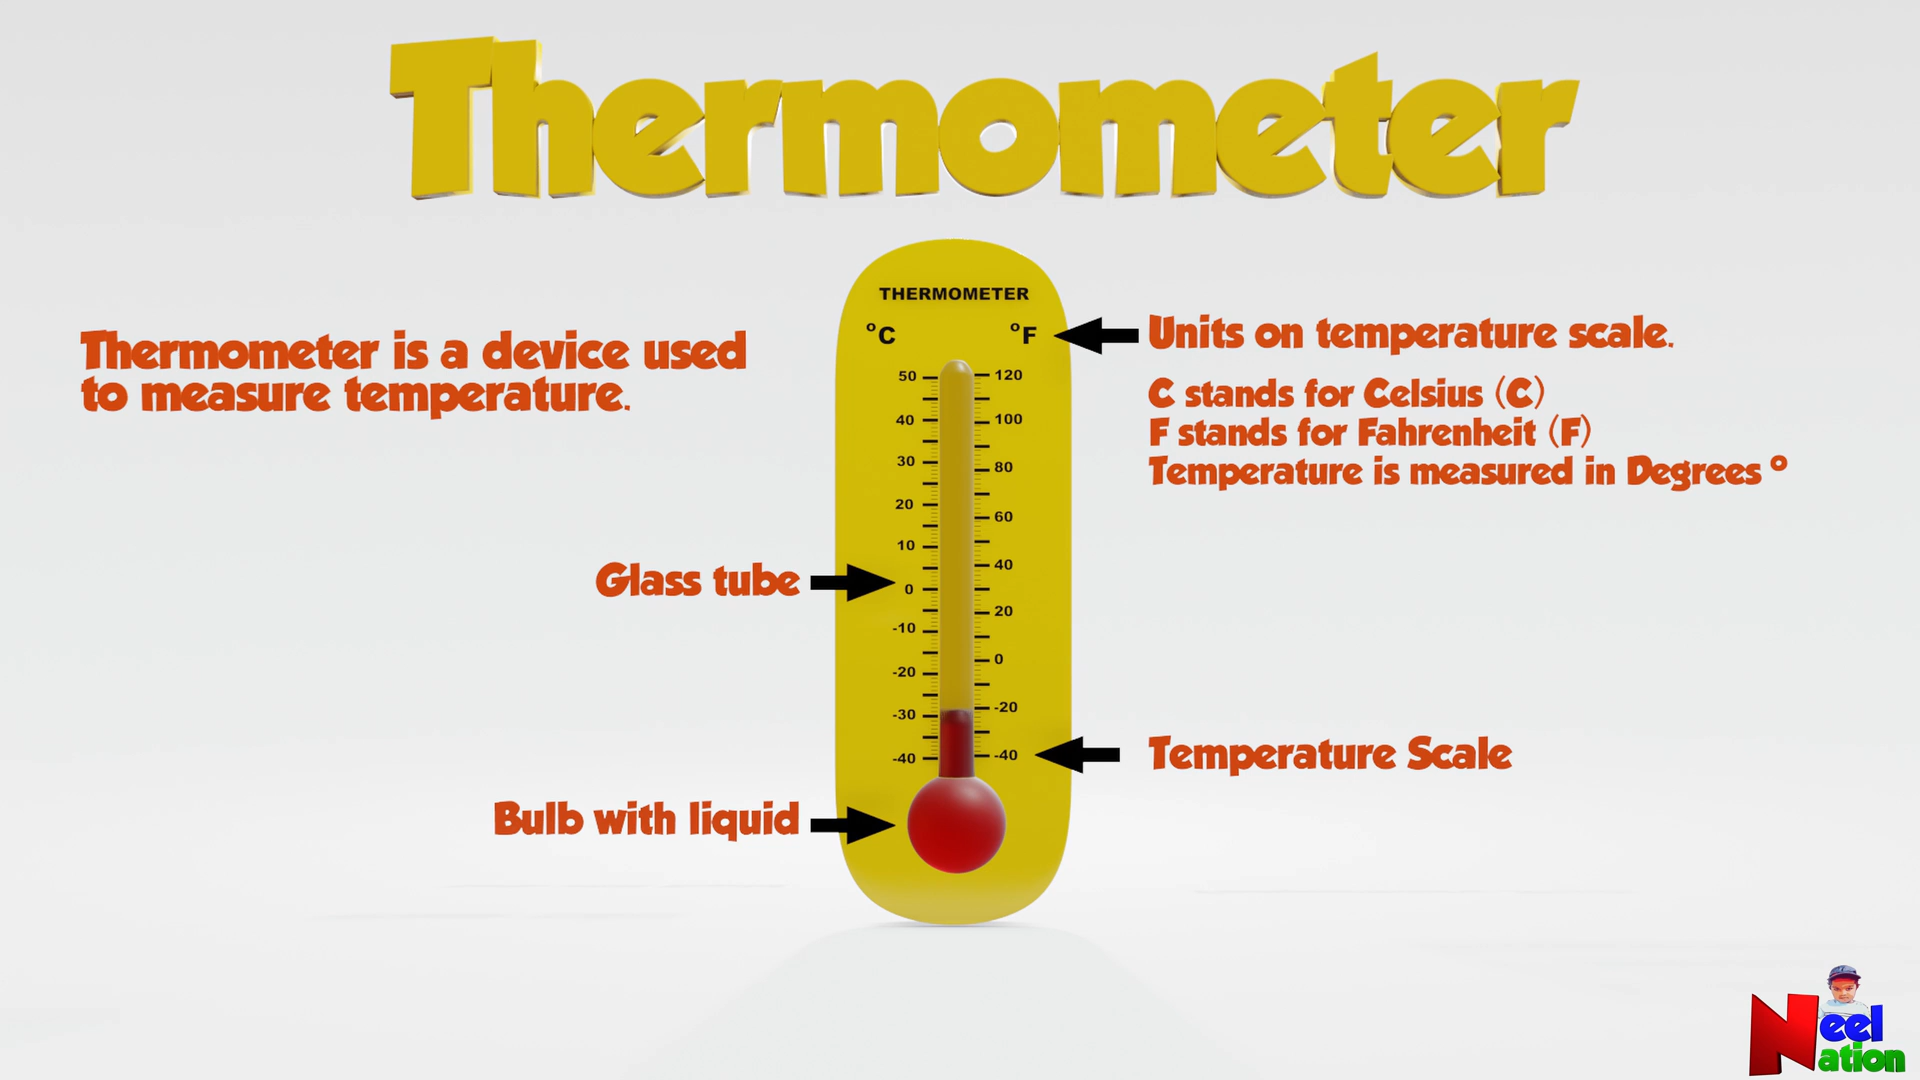 Thermometer
THERMOMETER
°C °F
Thermometer is a device used
to measure temperature.
Units on temperature scale.
C stands for Celsius (C)
F stands for Fahrenheit (F)
Temperature is measured in Degrees °
50 120
40 100
30 80
20 60
10 40
Glass tube
0 20
-10 0
-20 -20
-30 -40
-40
Temperature Scale
Bulb with liquid
Neel
Nation